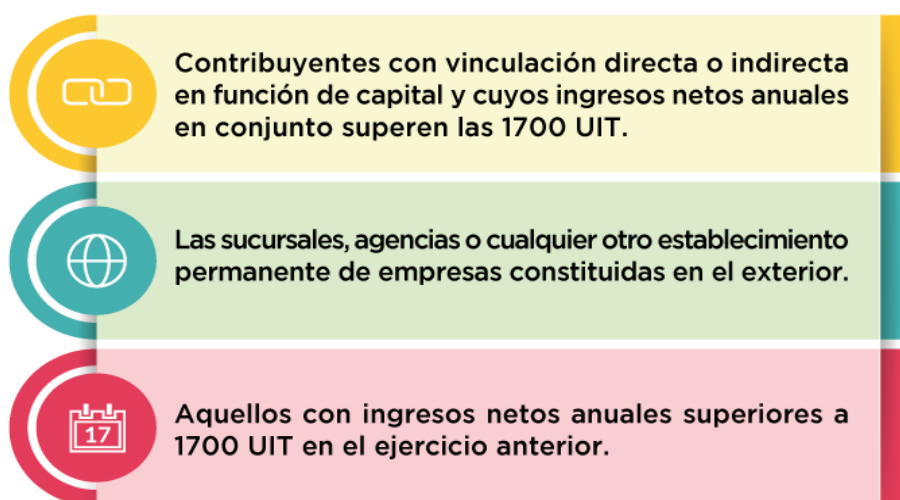 Contribuyentes con vinculación directa o indirecta
en función de capital y cuyos ingresos netos anuales
en conjunto superen las 1700 UIT.
Las sucursales, agencias o cualquier otro establecimiento
permanente de empresas constituidas en el exterior.
17
Aquellos con ingresos netos anuales superiores a
1700 UIT en el ejercicio anterior.